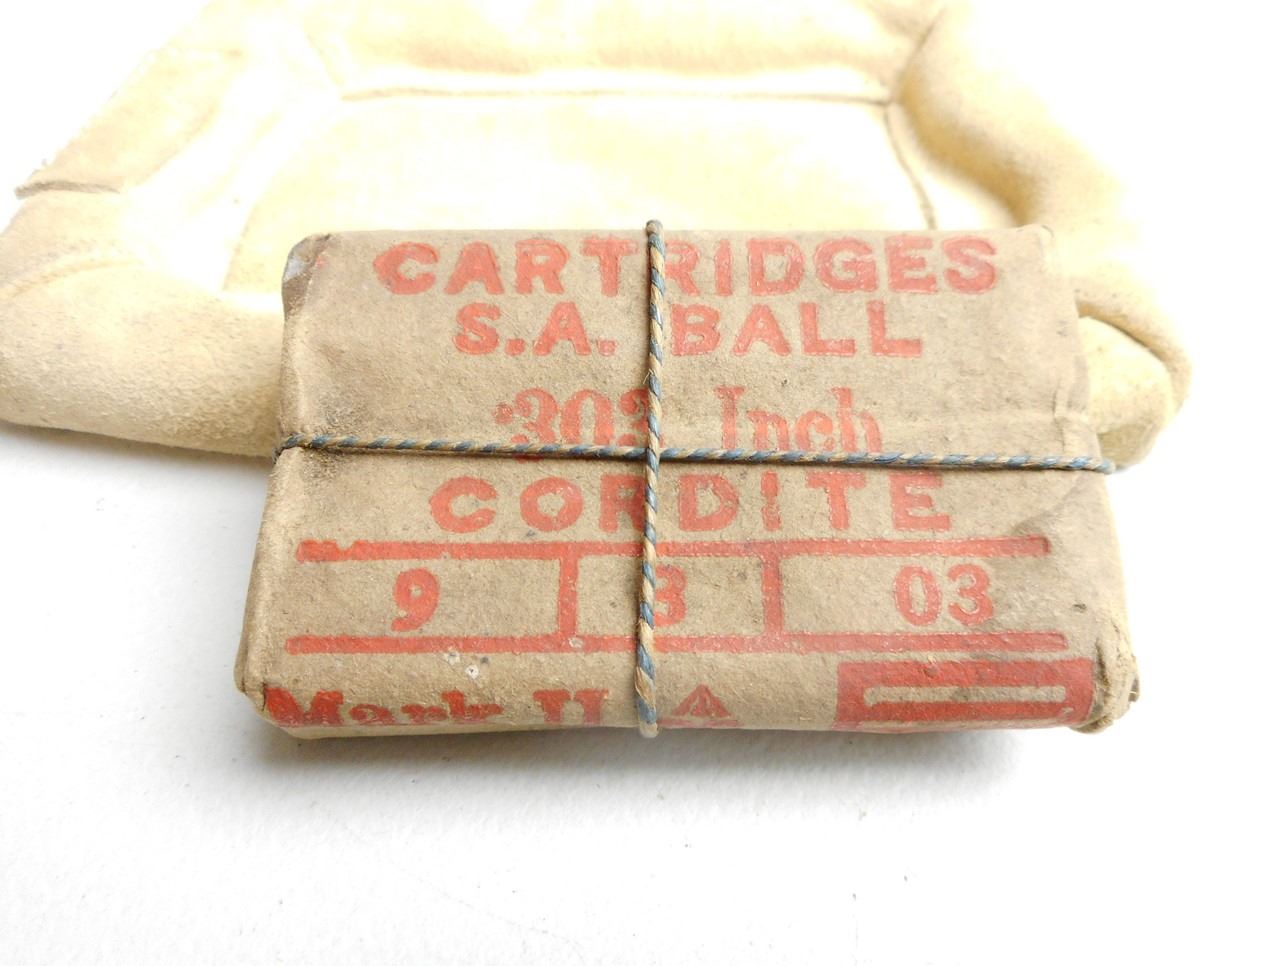 CARTRIDGES
S.A. BALL
.303 Inch
CORDITE
9 3 03
Mark II